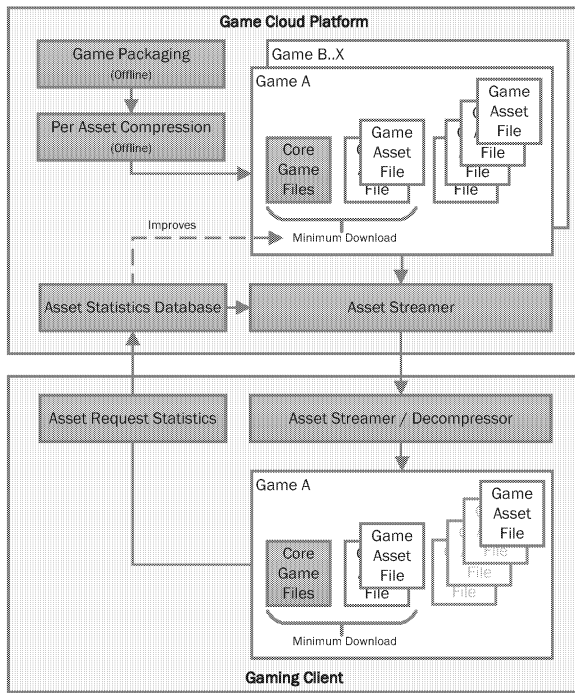 Game Cloud Platform
Game Packaging
(Offline)
Per Asset Compression
(Offline)
Game B..X
Game A
Core
Game
Files
Game
Asset
File
File
Game
Asset
File
File
File
Improves
Minimum Download
Asset Statistics Database
Asset Streamer
Asset Request Statistics
Asset Streamer / Decompressor
Game A
Core
Game
Files
Game
Asset
File
File
Game
Asset
File
File
File
File
Minimum Download
Gaming Client